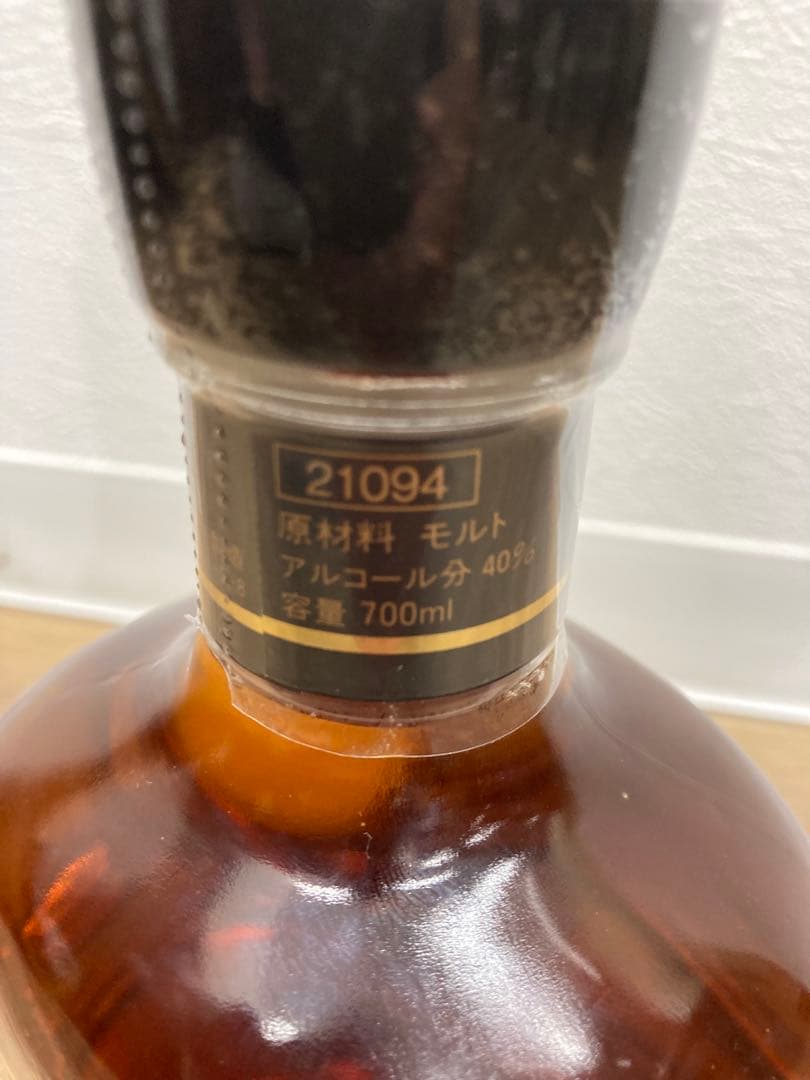 21094
原材料 モルト
アルコール分 40%
容量 700ml